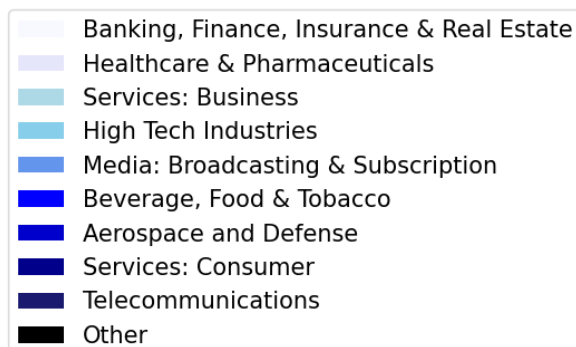 Banking, Finance, Insurance & Real Estate
Healthcare & Pharmaceuticals
Services: Business
High Tech Industries
Media: Broadcasting & Subscription
Beverage, Food & Tobacco
Aerospace and Defense
Services: Consumer
Telecommunications
Other